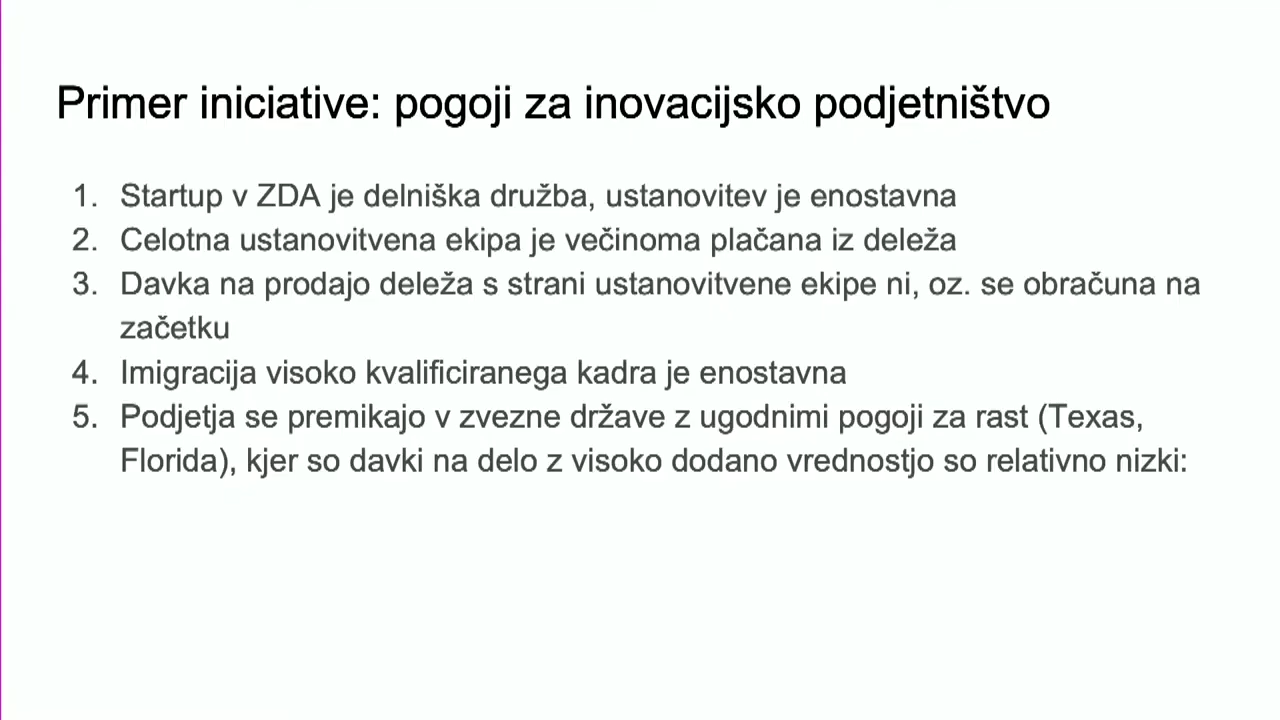 Primer iniciative: pogoji za inovacijsko podjetništvo
1. Startup v ZDA je delniška družba, ustanovitev je enostavna
2. Celotna ustanovitvena ekipa je večinoma plačana iz deleža
3. Davka na prodajo deleža s strani ustanovitvene ekipe ni, oz. se obračuna na
začetku
4. Imigracija visoko kvalificiranega kadra je enostavna
5. Podjetja se premikajo v zvezne države z ugodnimi pogoji za rast (Texas,
Florida), kjer so davki na delo z visoko dodano vrednostjo so relativno nizki: